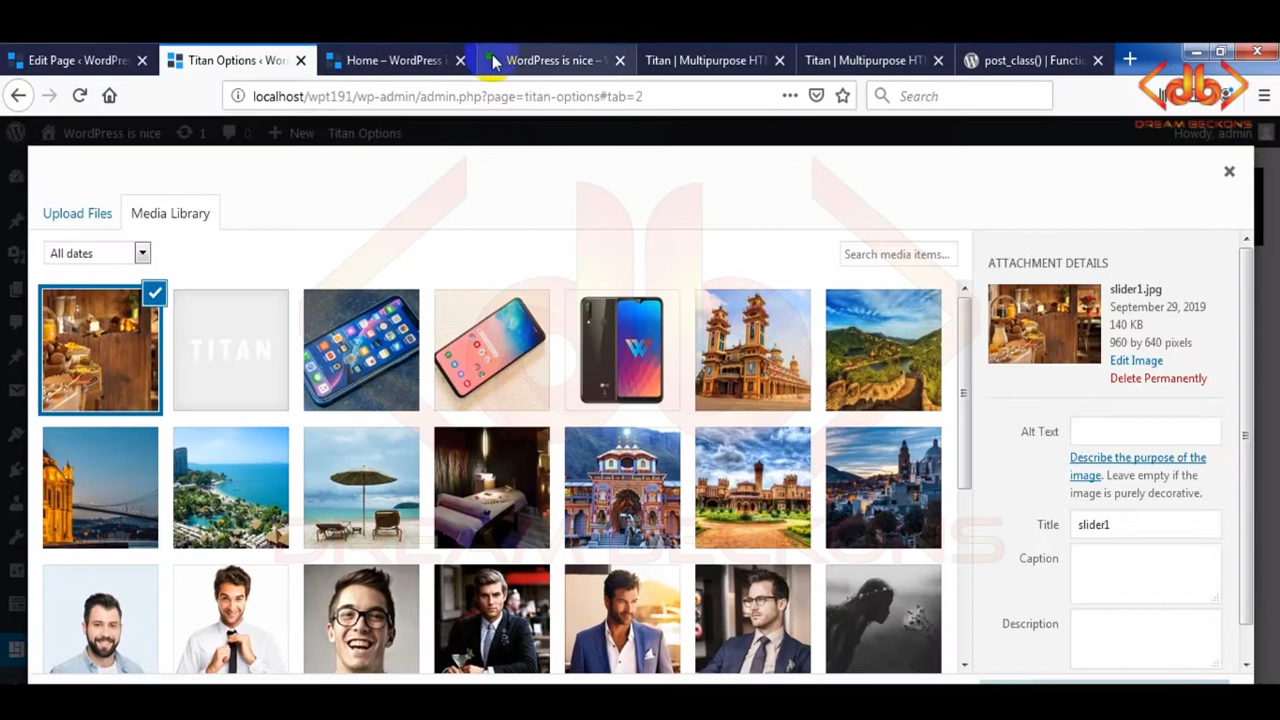 Edit Page ‹ WordPre
Titan Options ‹ Wor
Home – WordPress i
WordPress is nice –
Titan | Multipurpose HT
Titan | Multipurpose HT
post_class() | Functio
localhost/wpt191/wp-admin/admin.php?page=titan-options#tab=2
Search
DREAM BECKONS
WordPress is nice
1
0
New
Titan Options
Howdy, admin
Upload Files
Media Library
All dates
Search media items...
ATTACHMENT DETAILS
slider1.jpg
September 29, 2019
140 KB
960 by 640 pixels
Edit Image
Delete Permanently
TITAN
Alt Text
Describe the purpose of the
image. Leave empty if the
image is purely decorative.
Title
slider1
Caption
Description
DREAM BECKONS